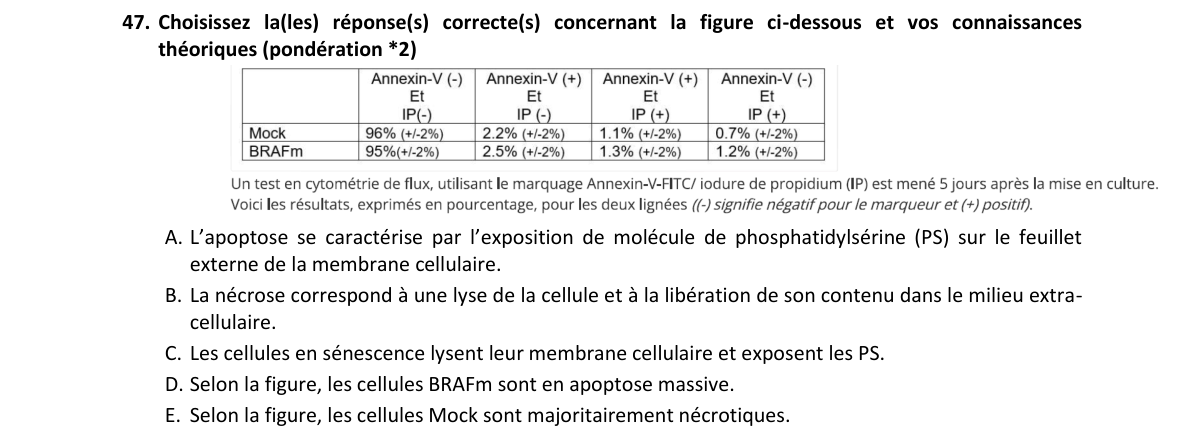 47. Choisissez la(les) réponse(s) correcte(s) concernant la figure ci-dessous et vos connaissances
théoriques (pondération *2)
Annexin-V (-) Annexin-V (+) Annexin-V (+) Annexin-V (-)
Et Et Et Et
IP(-) IP (-) IP (+) IP (+)
Mock 96% (+/-2%) 2.2% (+/-2%) 1.1% (+/-2%) 0.7% (+/-2%)
BRAFm 95%(+/-2%) 2.5% (+/-2%) 1.3% (+/-2%) 1.2% (+/-2%)
Un test en cytométrie de flux, utilisant le marquage Annexin-V-FITC/ iodure de propidium (IP) est mené 5 jours après la mise en culture.
Voici les résultats, exprimés en pourcentage, pour les deux lignées ((-) signifie négatif pour le marqueur et (+) positif).
A. L’apoptose se caractérise par l’exposition de molécule de phosphatidylsérine (PS) sur le feuillet
externe de la membrane cellulaire.
B. La nécrose correspond à une lyse de la cellule et à la libération de son contenu dans le milieu extra-
cellulaire.
C. Les cellules en sénescence lysent leur membrane cellulaire et exposent les PS.
D. Selon la figure, les cellules BRAFm sont en apoptose massive.
E. Selon la figure, les cellules Mock sont majoritairement nécrotiques.